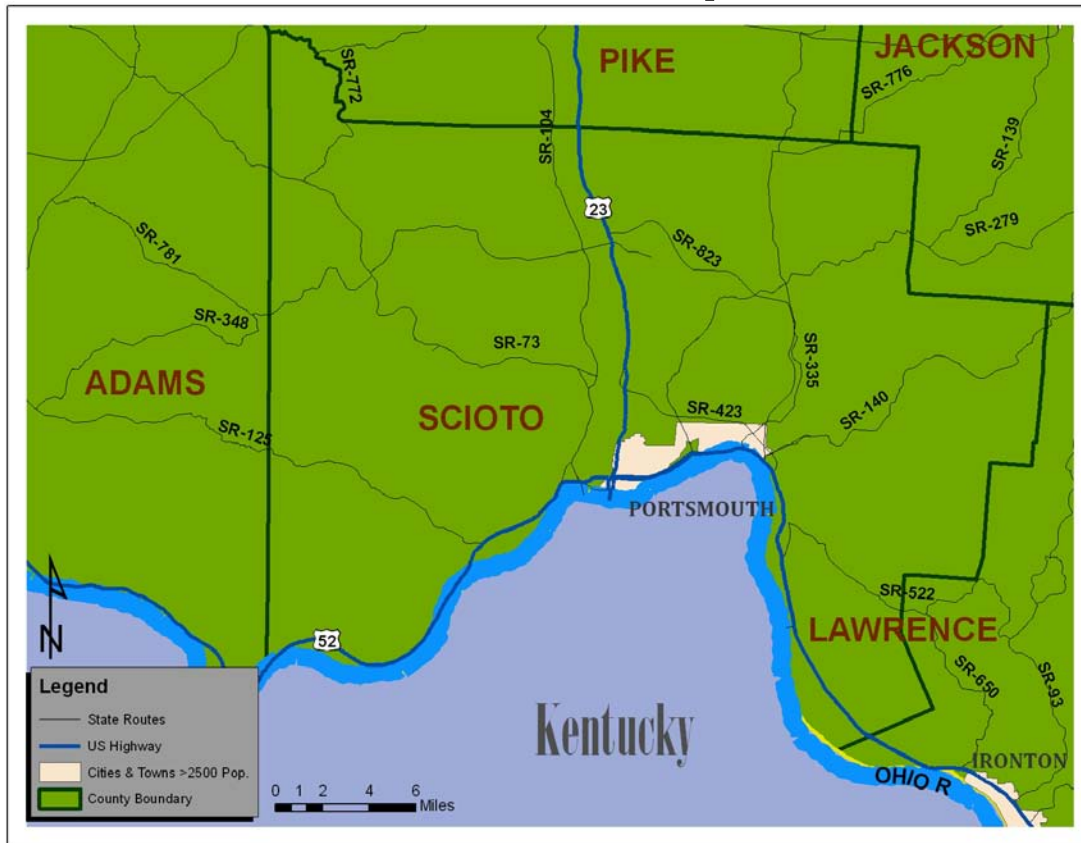 PIKE
JACKSON
SR-772
SR-104
SR-776
SR-139
23
SR-279
SR-781
SR-823
SR-348
SR-73
SR-335
ADAMS
SCIOTO
SR-423
SR-140
SR-125
PORTSMOUTH
N
52
SR-522
LAWRENCE
SR-650
SR-93
Kentucky
IRONTON
OHIO R
Legend
State Routes
US Highway
Cities & Towns >2500 Pop.
County Boundary
0 1 2 4 6
Miles